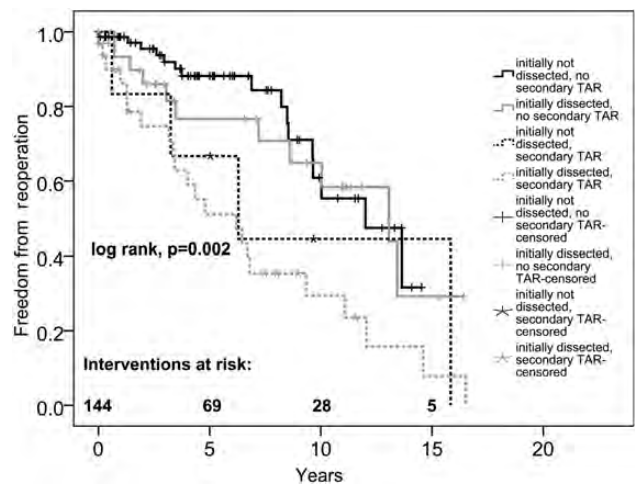 1.0
0.8
0.6
0.4
0.2
0.0
Freedom from reoperation
log rank, p=0.002
Interventions at risk:
144 69 28 5
0 5 10 15 20
Years
initially not
dissected, no
secondary TAR
initially dissected,
no secondary TAR
initially not
dissected,
secondary TAR
initially dissected,
secondary TAR
initially not
dissected, no
secondary TAR-
censored
initially dissected,
no secondary
TAR-censored
initially not
dissected,
secondary TAR-
censored
initially dissected,
secondary TAR-
censored